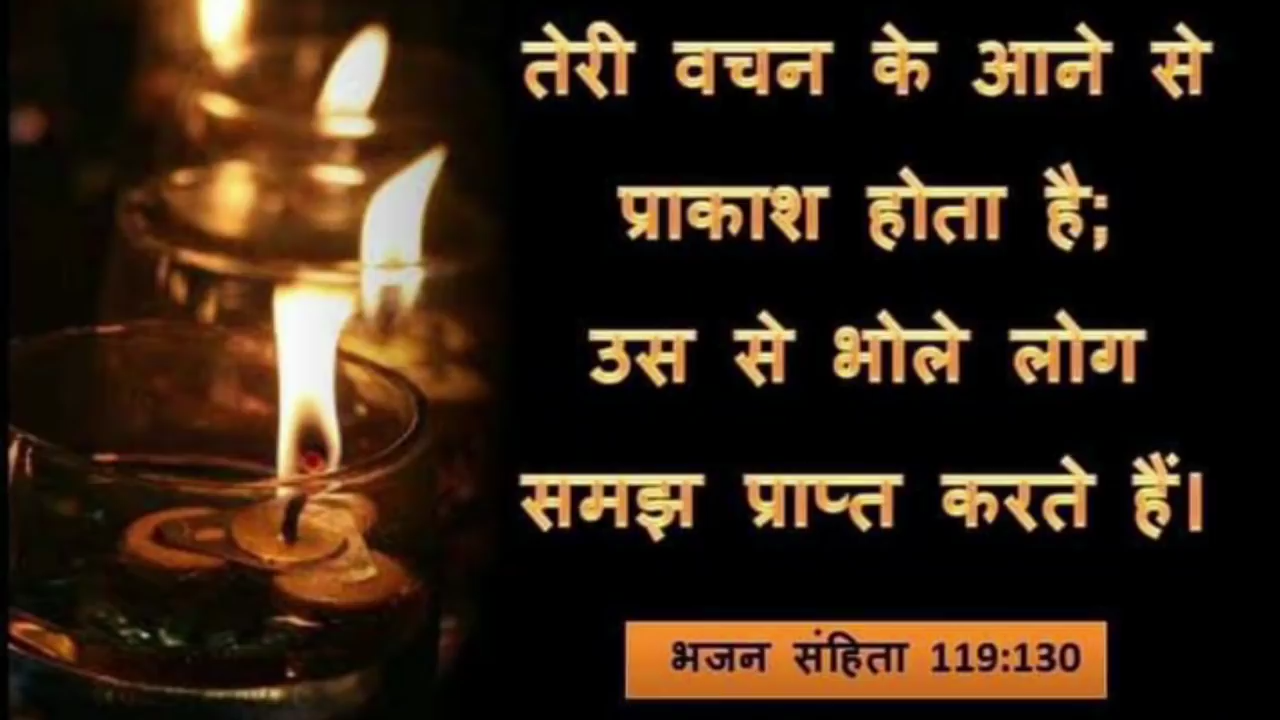 तेरी वचन के आने से
प्राकाश होता है;
उस से भोले लोग
समझ प्राप्त करते हैं।
भजन संहिता 119:130